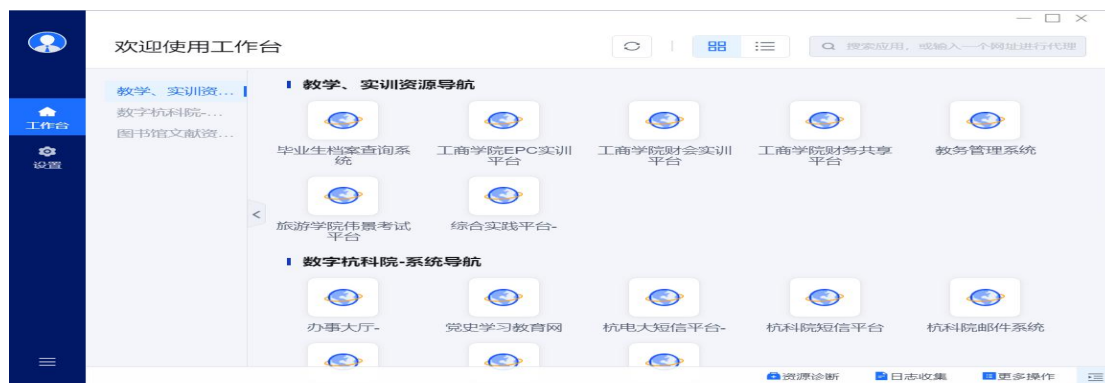 欢迎使用工作台
搜索应用，或输入一个网址进行代理
工作台
设置
教学、实训资...
数字杭科院-...
图书馆文献资...
教学、实训资源导航
毕业生档案查询系
统
工商学院EPC实训
平台
工商学院财会实训
平台
工商学院财务共享
平台
教务管理系统
旅游学院伟景考试
平台
综合实践平台-
数字杭科院-系统导航
办事大厅-
党史学习教育网
杭电大短信平台-
杭科院短信平台
杭科院邮件系统
资源诊断
日志收集
更多操作